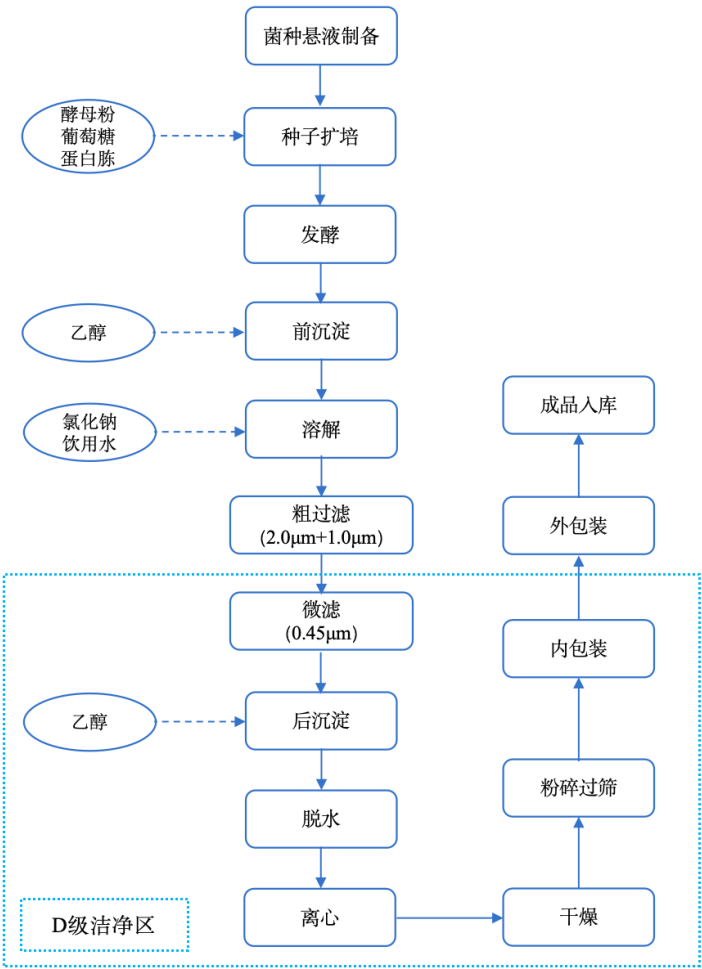 菌种悬液制备
酵母粉
葡萄糖
蛋白胨
种子扩培
发酵
乙醇
前沉淀
氯化钠
饮用水
溶解
粗过滤
(2.0μm+1.0μm)
微滤
(0.45μm)
乙醇
后沉淀
脱水
离心
干燥
粉碎过筛
内包装
外包装
成品入库
D级洁净区